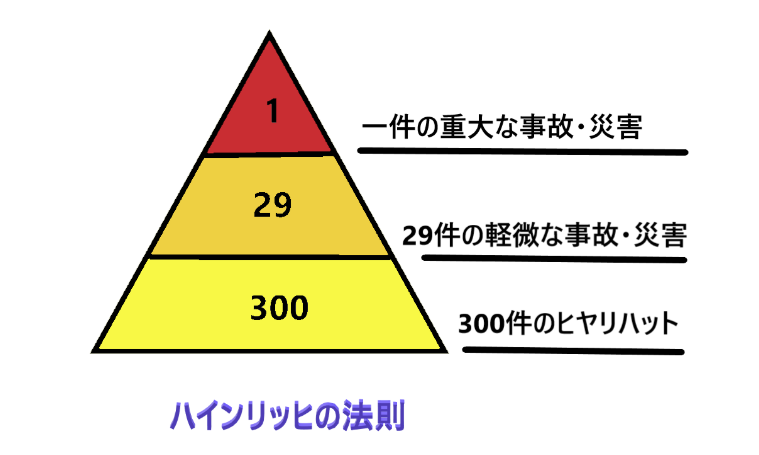 1
一件の重大な事故・災害
29
29件の軽微な事故・災害
300
300件のヒヤリハット
ハインリッヒの法則